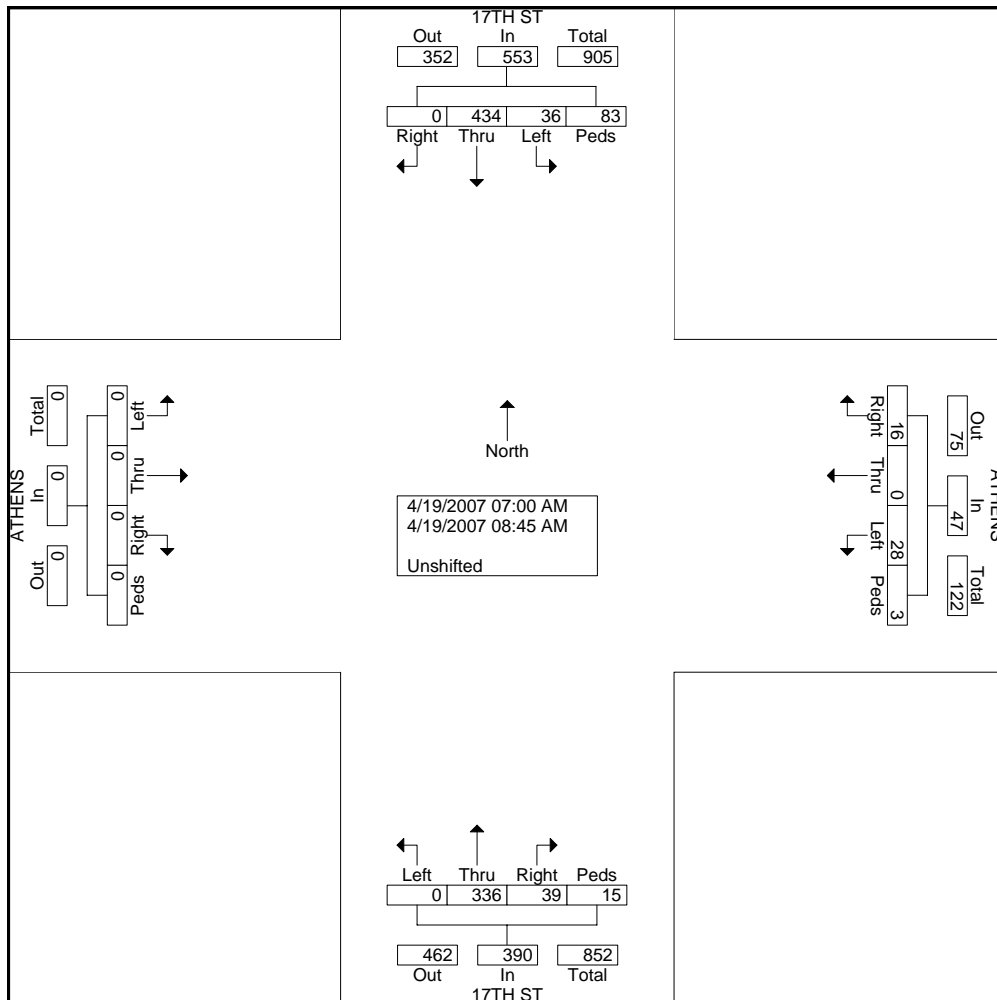 17TH ST
Out In Total
352 553 905
0 434 36 83
Right Thru Left Peds
ATHENS
Total In Out
0 0 0
0 0 0 0
Left Thru Right Peds
North
4/19/2007 07:00 AM
4/19/2007 08:45 AM
Unshifted
Right Thru Left Peds
16 0 28 3
Out In Total
75 47 122
ATHENS
Left Thru Right Peds
0 336 39 15
462 390 852
Out In Total
17TH ST